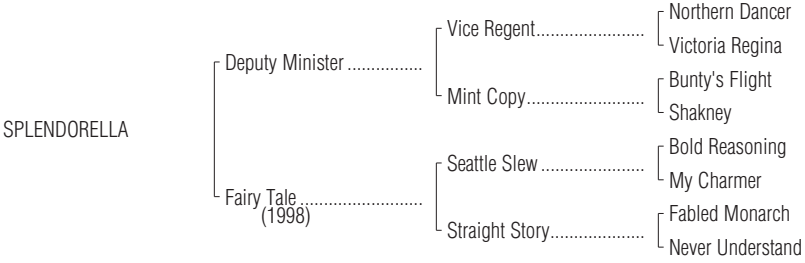 Northern Dancer
Vice Regent......................
Victoria Regina
Deputy Minister ................
Bunty's Flight
Mint Copy........................
Shakney
SPLENDORELLA
Bold Reasoning
Seattle Slew .....................
My Charmer
Fairy Tale .........................
(1998)
Fabled Monarch
Straight Story...................
Never Understand